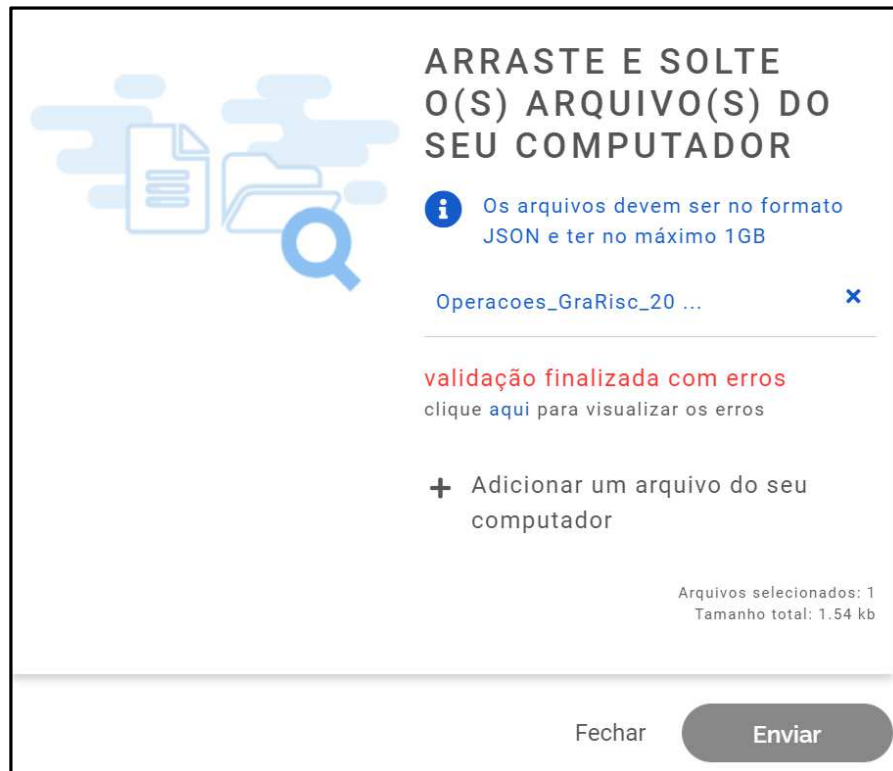 ARRASTE E SOLTE
O(S) ARQUIVO(S) DO
SEU COMPUTADOR
Os arquivos devem ser no formato
JSON e ter no máximo 1GB
Operacoes_GraRisc_20 ...
validação finalizada com erros
clique aqui para visualizar os erros
Adicionar um arquivo do seu
computador
Arquivos selecionados: 1
Tamanho total: 1.54 kb
Fechar
Enviar